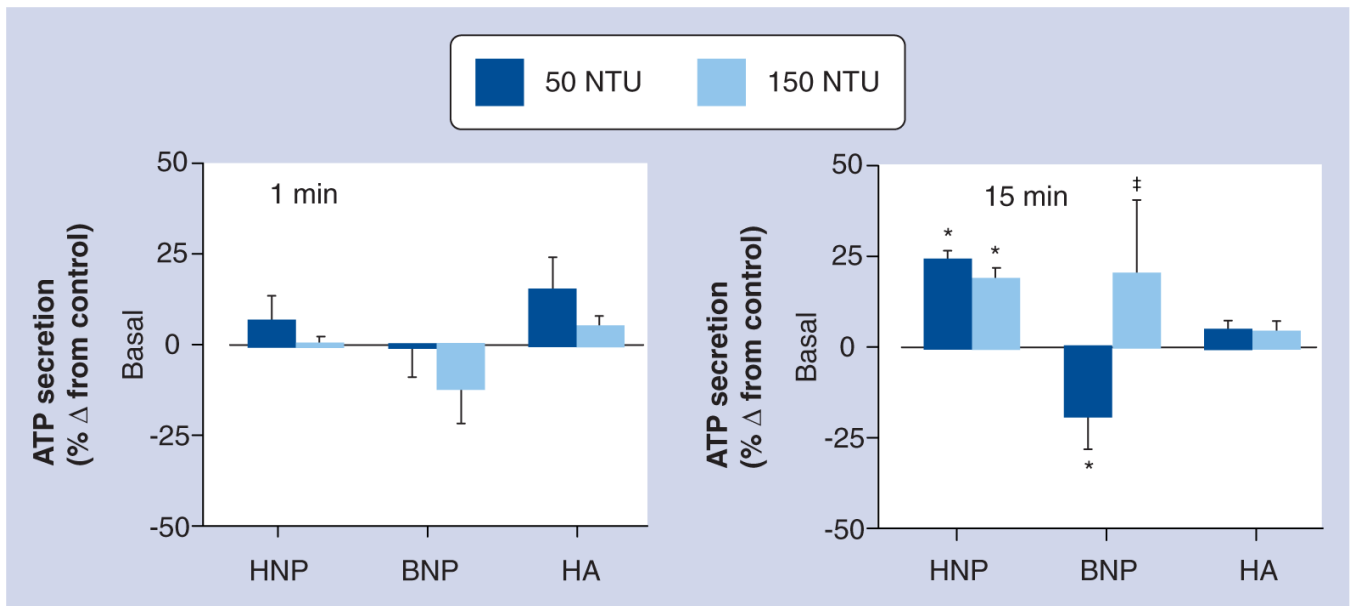 50 NTU
150 NTU
ATP secretion
(% Δ from control)
Basal
50
25
0
-25
-50
1 min
HNP
BNP
HA
ATP secretion
(% Δ from control)
Basal
50
25
0
-25
-50
15 min
*
*
*
‡
HNP
BNP
HA